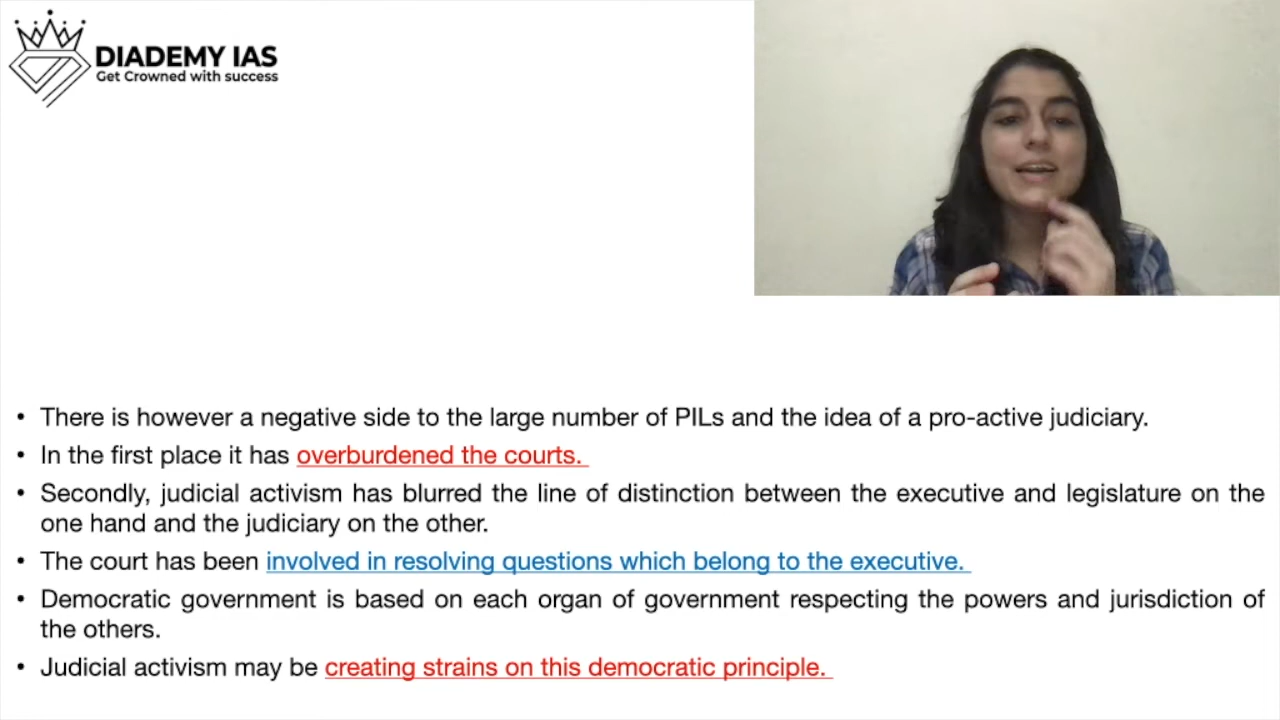 DIADEMY IAS
Get Crowned with success
• There is however a negative side to the large number of PILs and the idea of a pro-active judiciary.
• In the first place it has overburdened the courts.
• Secondly, judicial activism has blurred the line of distinction between the executive and legislature on the
one hand and the judiciary on the other.
• The court has been involved in resolving questions which belong to the executive.
• Democratic government is based on each organ of government respecting the powers and jurisdiction of
the others.
• Judicial activism may be creating strains on this democratic principle.